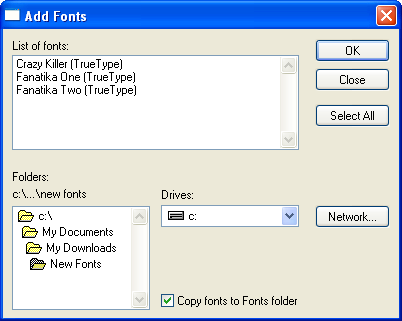 Add Fonts
List of fonts:
Crazy Killer (TrueType)
Fanatika One (TrueType)
Fanatika Two (TrueType)
OK
Close
Select All
Folders:
c:\...\new fonts
c:\
My Documents
My Downloads
New Fonts
Drives:
c:
Network...
Copy fonts to Fonts folder